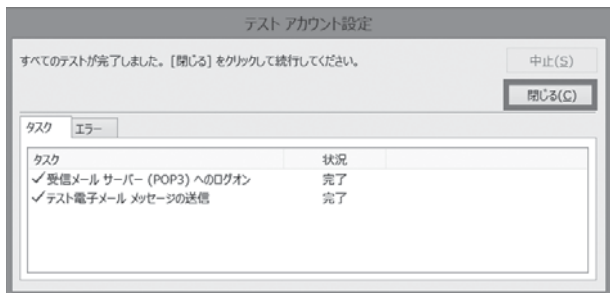 テスト アカウント設定
すべてのテストが完了しました。[閉じる] をクリックして続行してください。
中止(S)
閉じる(C)
タスク エラー
タスク 状況
✓受信メール サーバー (POP3) へのログオン 完了
✓テスト電子メール メッセージの送信 完了